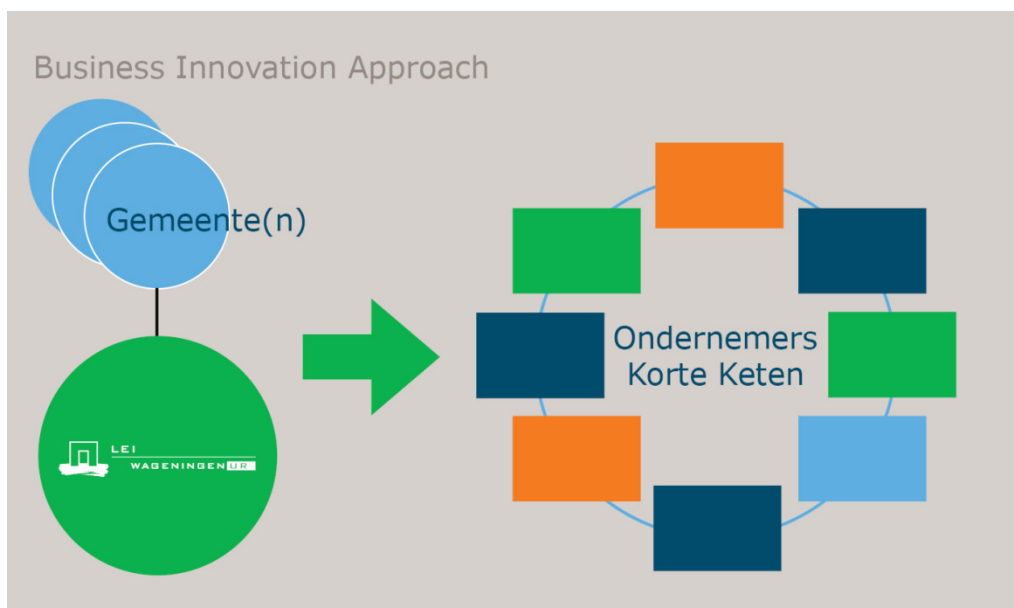 Business Innovation Approach
Gemeente(n)
LEI
WAGENINGEN UR
Ondernemers
Korte Keten